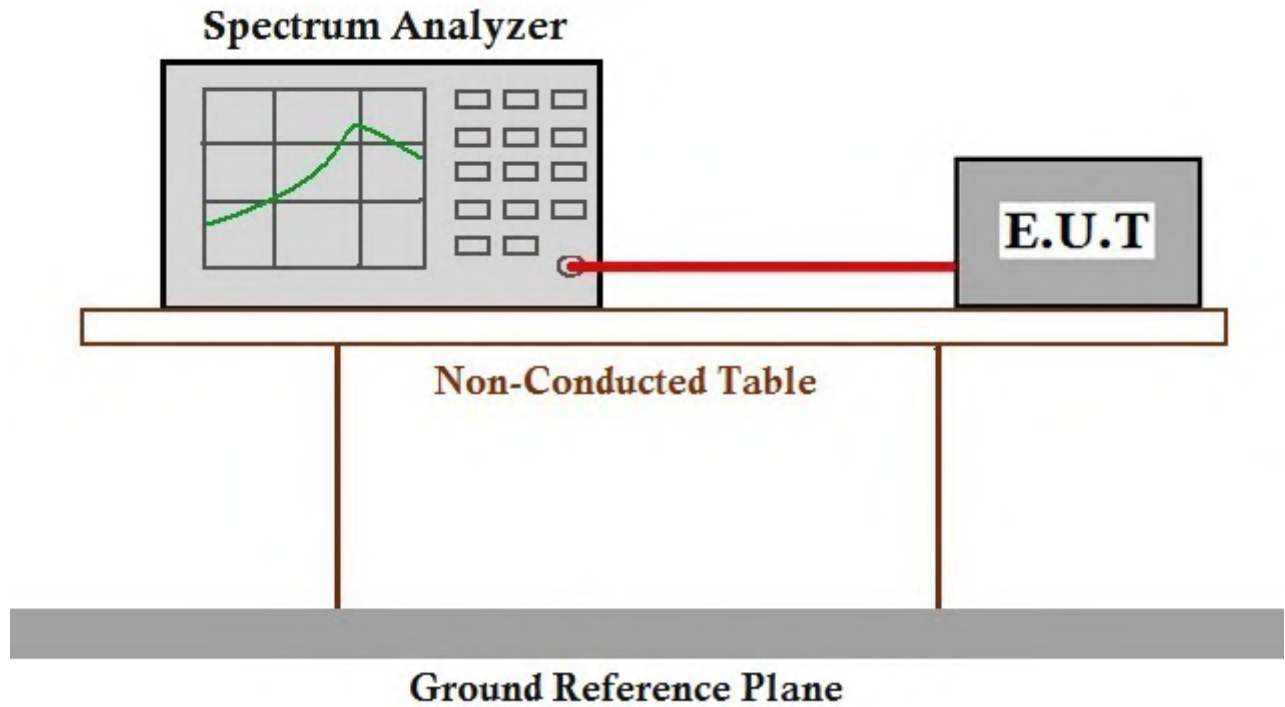 Spectrum Analyzer
E.U.T
Non-Conducted Table
Ground Reference Plane